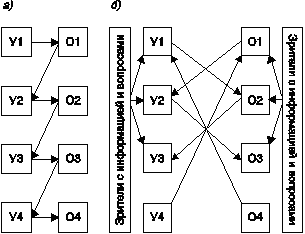 а)
б)
У1 О1
У2 О2
У3 О3
У4 О4
Зрители с информацией и вопросами
У1 О1
У2 О2
У3 О3
У4 О4
Зрители с информацией и вопросами